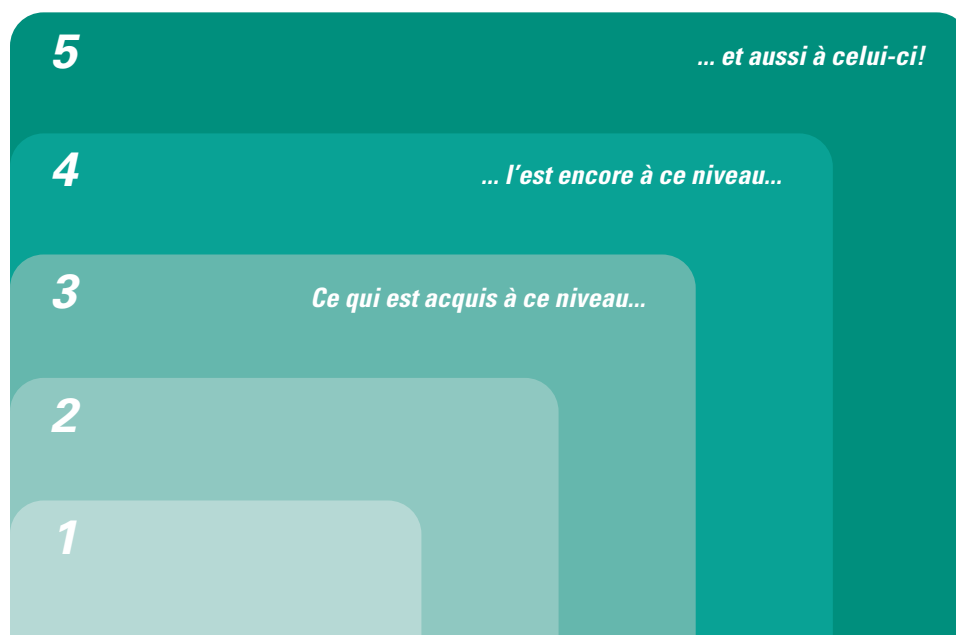 5
... et aussi à celui-ci!
4
... l’est encore à ce niveau...
3
Ce qui est acquis à ce niveau...
2
1